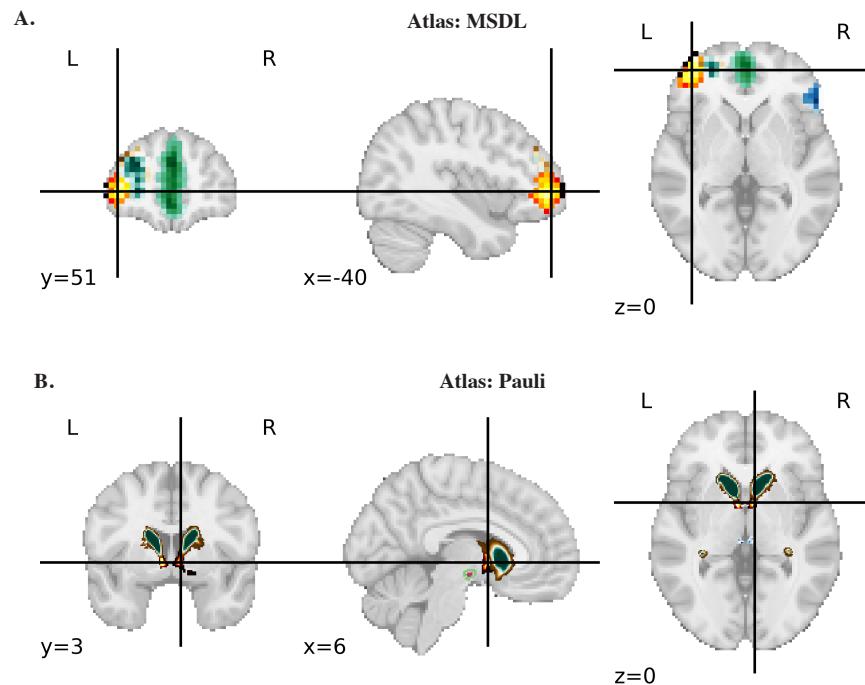 A.
Atlas: MSDL
L
R
L
R
y=51
x=-40
z=0
B.
Atlas: Pauli
L
R
L
R
y=3
x=6
z=0